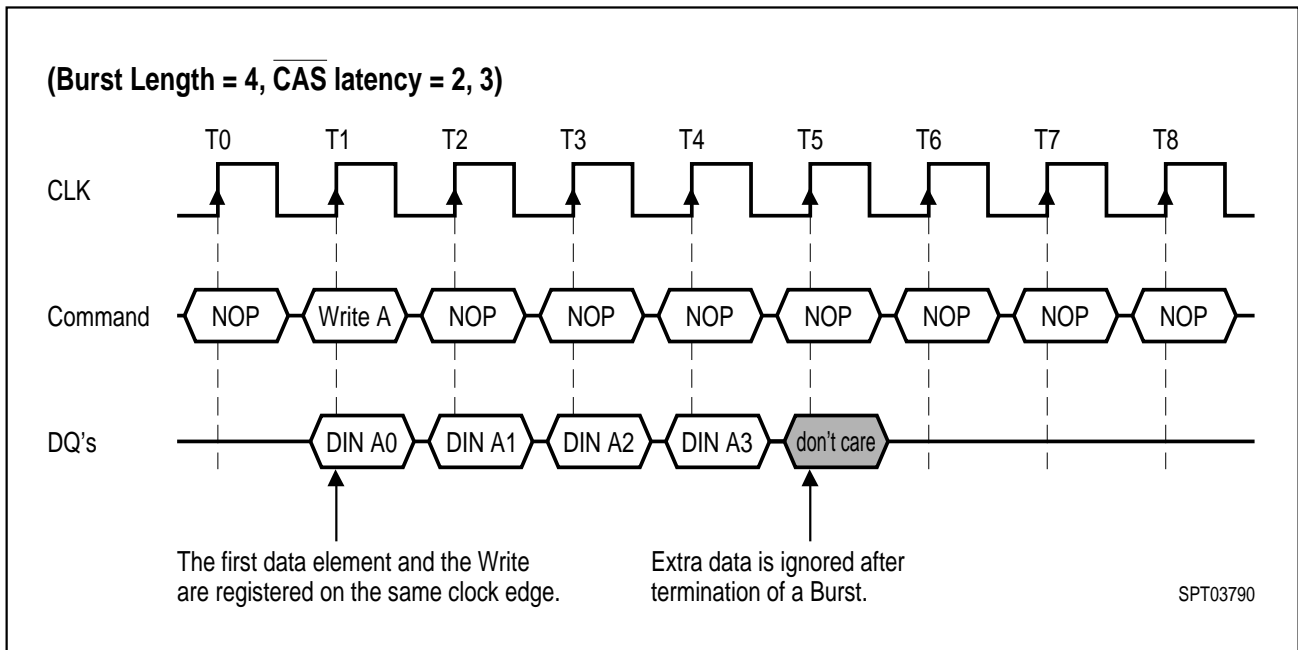 (Burst Length = 4, CAS latency = 2, 3)
T0 T1 T2 T3 T4 T5 T6 T7 T8
CLK
Command NOP Write A NOP NOP NOP NOP NOP NOP NOP
DQ's DIN A0 DIN A1 DIN A2 DIN A3 don't care
The first data element and the Write
are registered on the same clock edge.
Extra data is ignored after
termination of a Burst.
SPT03790